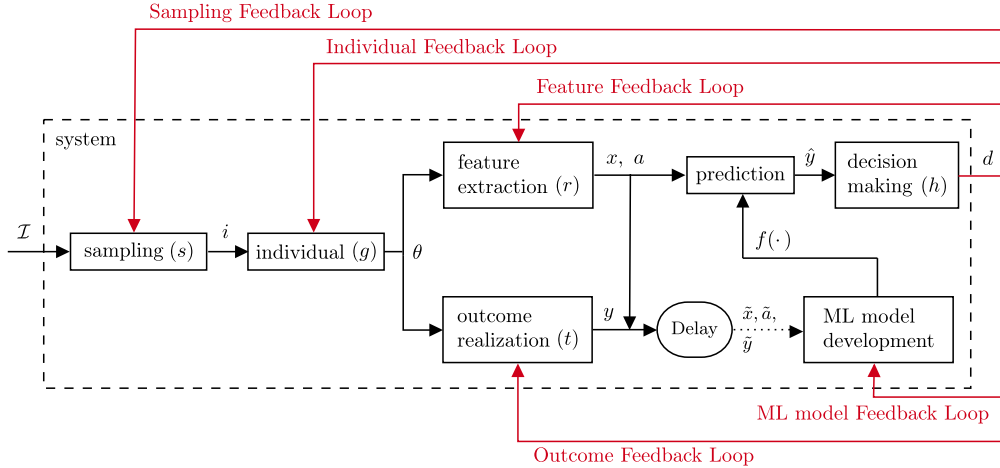 Sampling Feedback Loop
Individual Feedback Loop
Feature Feedback Loop
system
feature
extraction (r)
x, a
prediction
ŷ
decision
making (h)
d
ℐ
sampling (s)
i
individual (g)
θ
f(·)
outcome
realization (t)
y
Delay
x̃, ã,
ỹ
ML model
development
ML model Feedback Loop
Outcome Feedback Loop